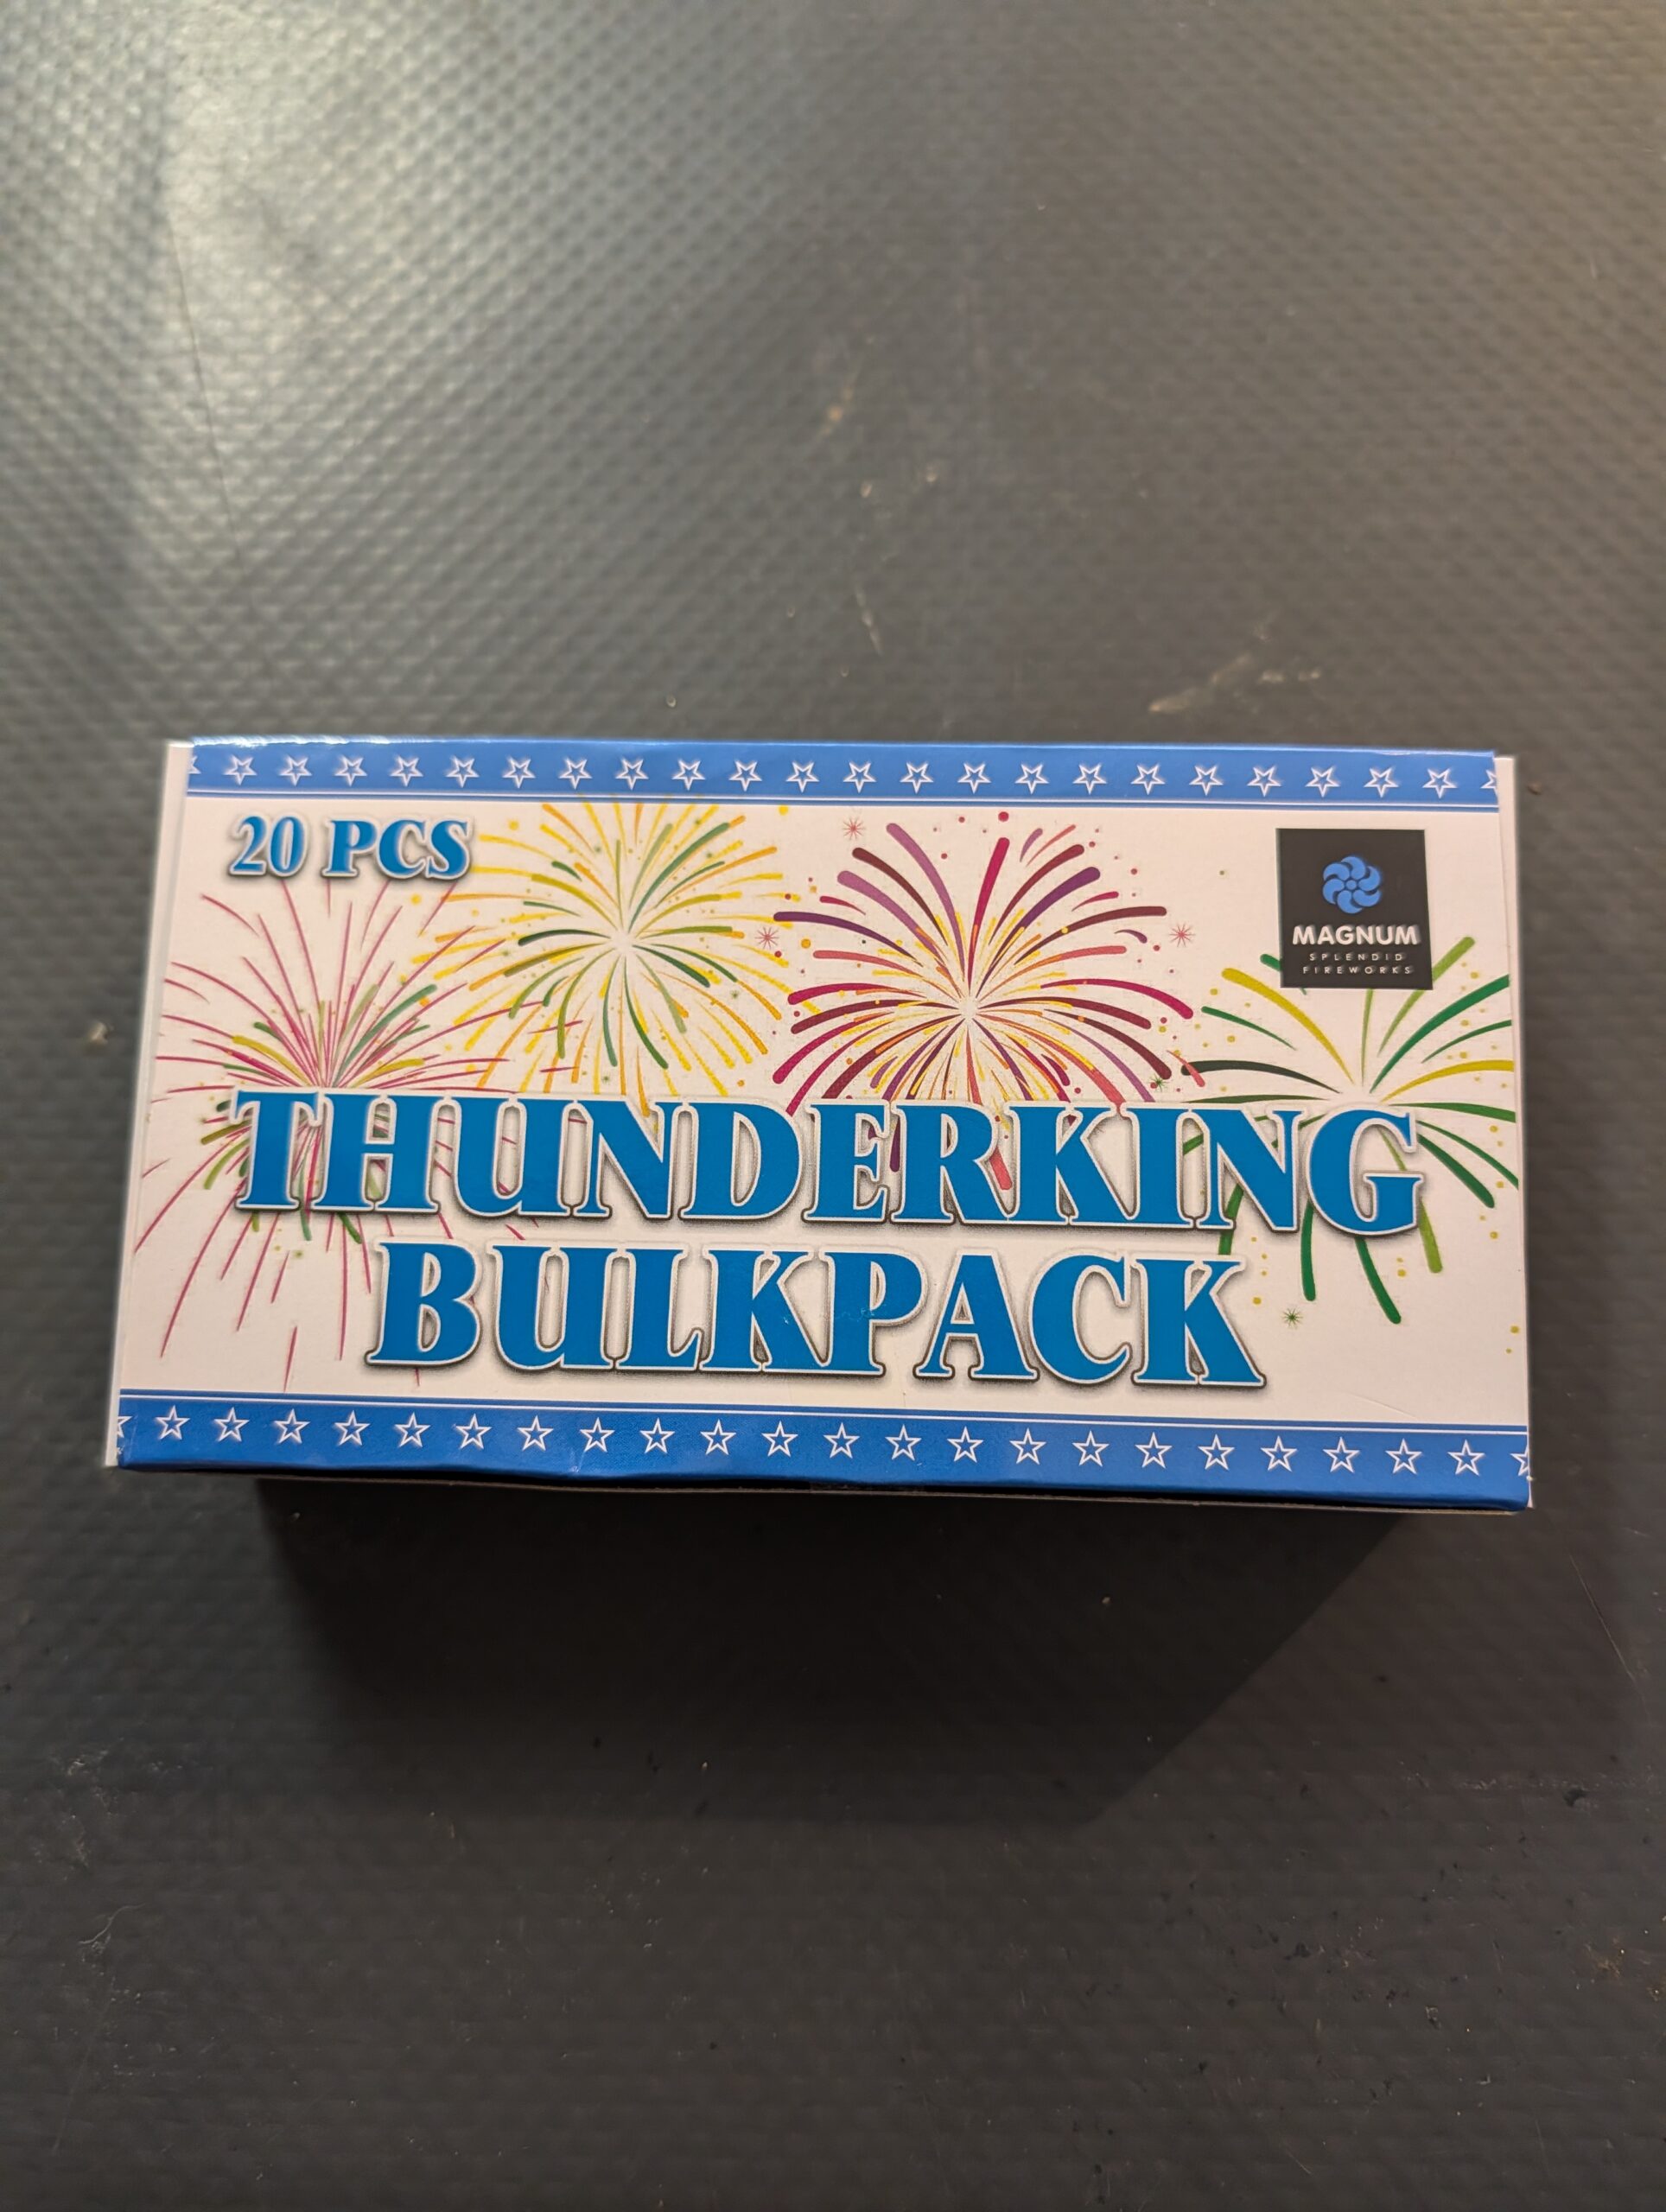 20 PCS
MAGNUM
SPLENDID
FIREWORKS
THUNDERKING
BULKPACK